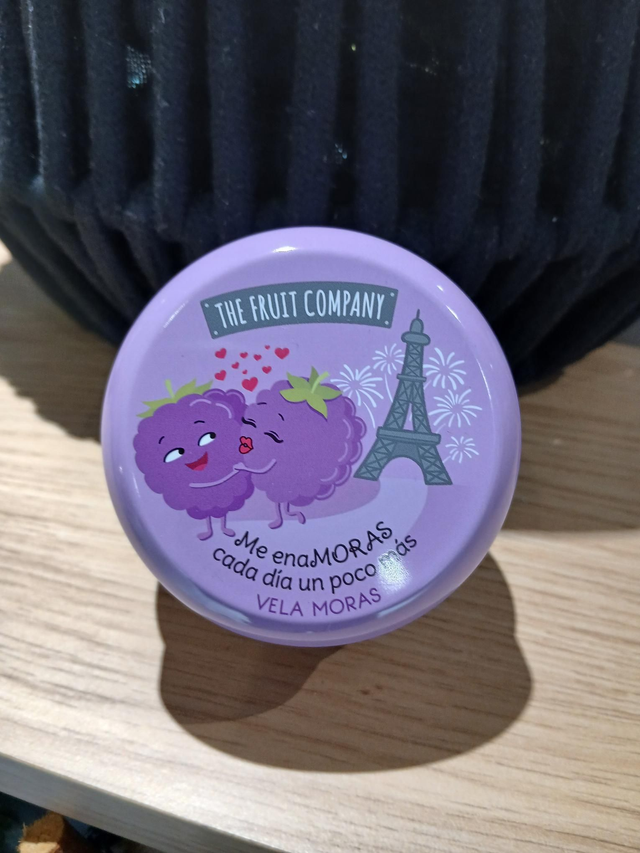 THE FRUIT COMPANY
Me enaMORAS
cada día un poco más
VELA MORAS